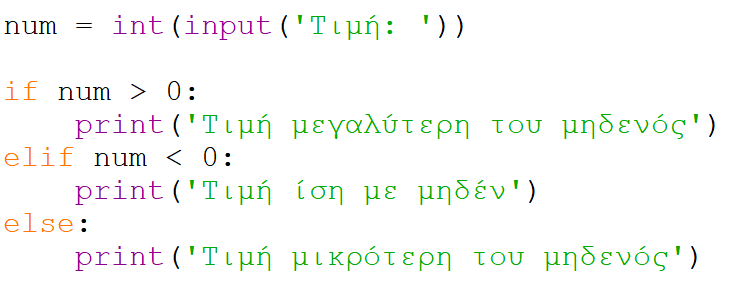 num = int(input('Τιμή: '))
if num > 0:
    print('Τιμή μεγαλύτερη του μηδενός')
elif num < 0:
    print('Τιμή ίση με μηδέν')
else:
    print('Τιμή μικρότερη του μηδενός')